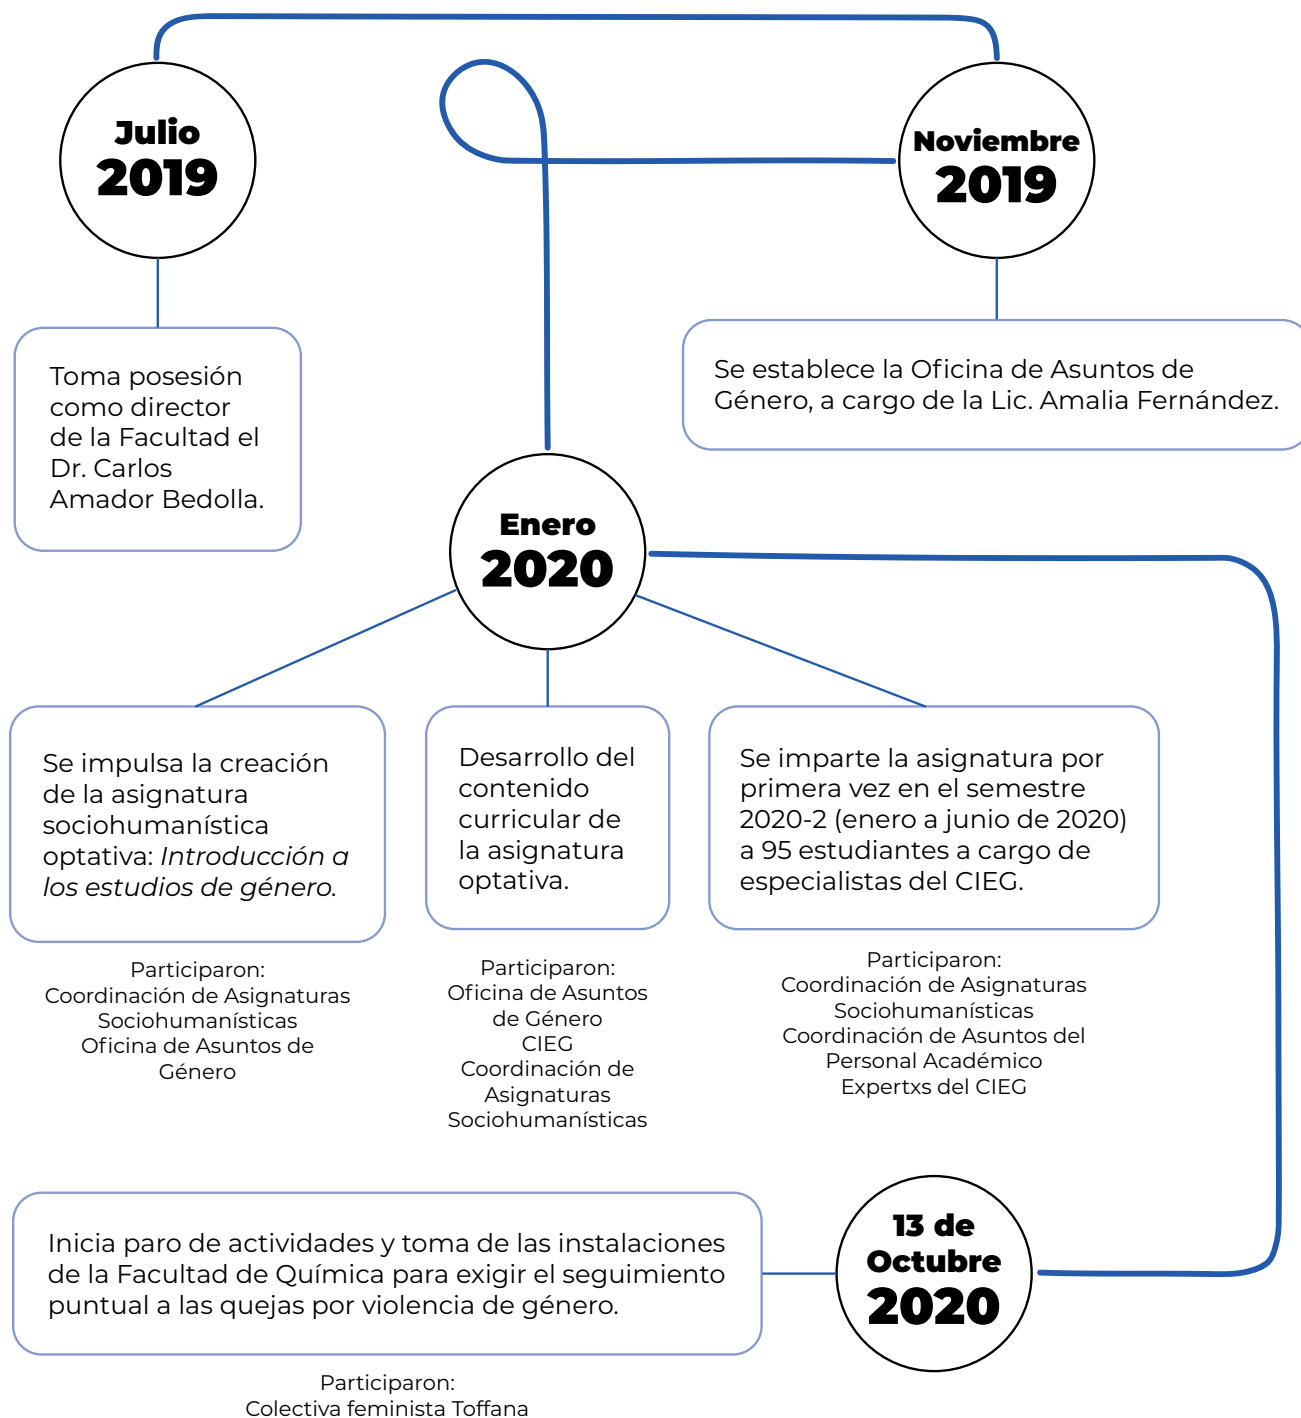 Julio
2019
Noviembre
2019
Toma posesión
como director
de la Facultad el
Dr. Carlos
Amador Bedolla.
Se establece la Oficina de Asuntos de
Género, a cargo de la Lic. Amalia Fernández.
Enero
2020
Se impulsa la creación
de la asignatura
sociohumanística
optativa: Introducción a
los estudios de género.
Participaron:
Coordinación de Asignaturas
Sociohumanísticas
Oficina de Asuntos de
Género
Desarrollo del
contenido
curricular de
la asignatura
optativa.
Participaron:
Oficina de Asuntos
de Género
CIEG
Coordinación de
Asignaturas
Sociohumanísticas
Se imparte la asignatura por
primera vez en el semestre
2020-2 (enero a junio de 2020)
a 95 estudiantes a cargo de
especialistas del CIEG.
Participaron:
Coordinación de Asignaturas
Sociohumanísticas
Coordinación de Asuntos del
Personal Académico
Expertxs del CIEG
13 de
Octubre
2020
Inicia paro de actividades y toma de las instalaciones
de la Facultad de Química para exigir el seguimiento
puntual a las quejas por violencia de género.
Participaron:
Colectiva feminista Toffana